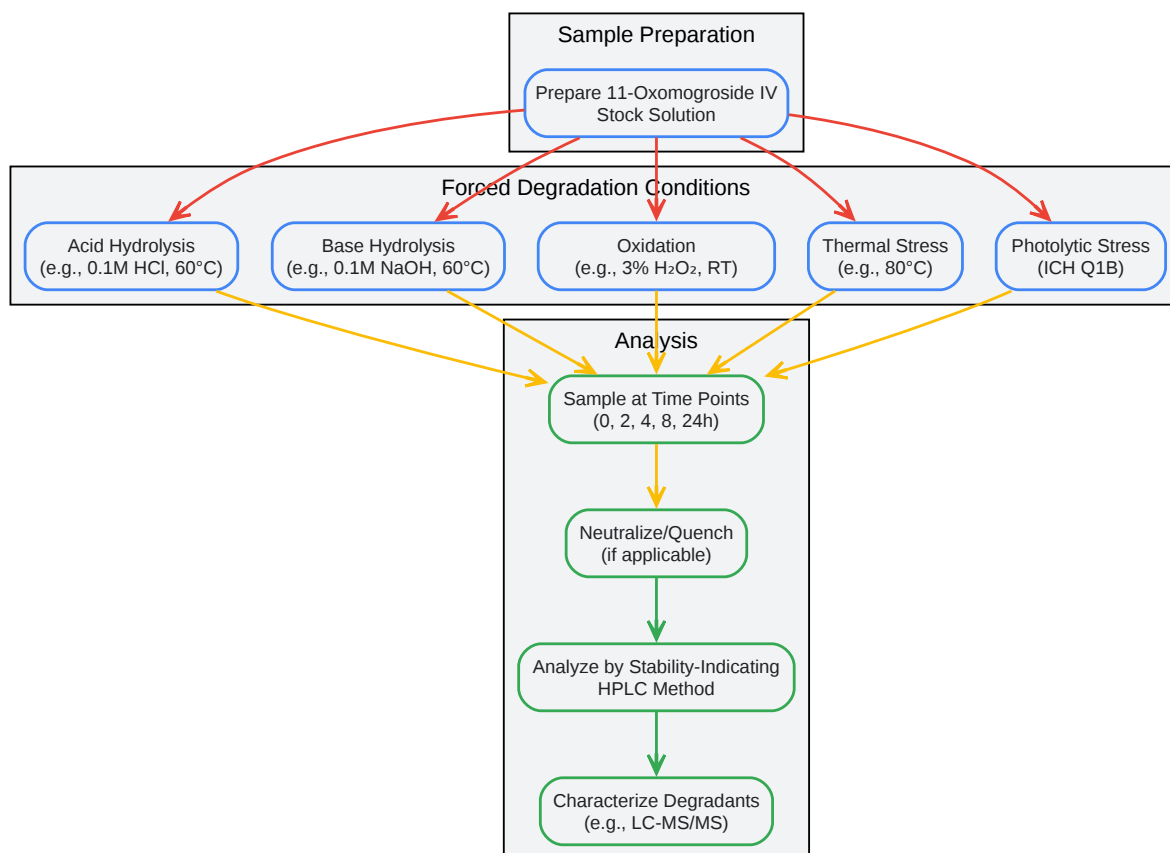 Sample Preparation
Prepare 11-Oxomogroside IV
Stock Solution
Forced Degradation Conditions
Acid Hydrolysis
(e.g., 0.1M HCl, 60°C)
Base Hydrolysis
(e.g., 0.1M NaOH, 60°C)
Oxidation
(e.g., 3% H₂O₂, RT)
Thermal Stress
(e.g., 80°C)
Photolytic Stress
(ICH Q1B)
Analysis
Sample at Time Points
(0, 2, 4, 8, 24h)
Neutralize/Quench
(if applicable)
Analyze by Stability-Indicating
HPLC Method
Characterize Degradants
(e.g., LC-MS/MS)